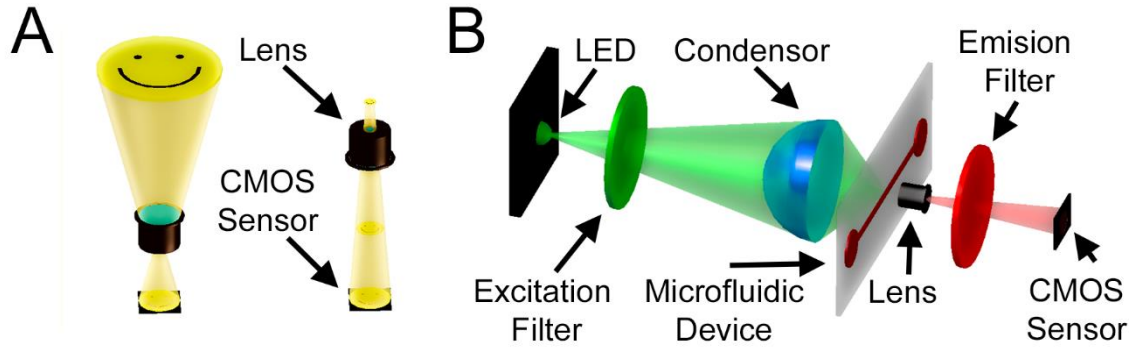 A
Lens
CMOS
Sensor
B
LED
Condensor
Emision
Filter
Excitation
Filter
Microfluidic
Device
Lens
CMOS
Sensor